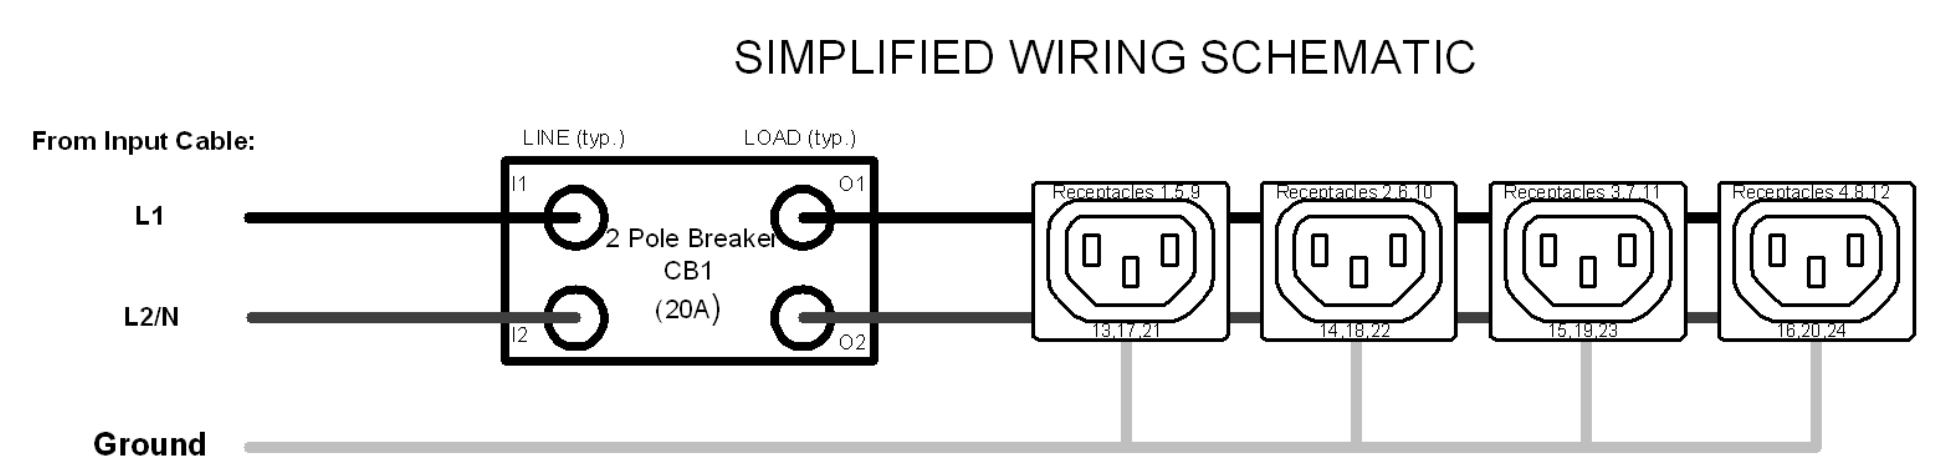 SIMPLIFIED WIRING SCHEMATIC
From Input Cable:
LINE (typ.)
LOAD (typ.)
I1
O1
L1
2 Pole Breaker
CB1
(20A)
L2/N
I2
O2
Receptacles 1,5,9
13,17,21
Receptacles 2,6,10
14,18,22
Receptacles 3,7,11
15,19,23
Receptacles 4,8,12
16,20,24
Ground